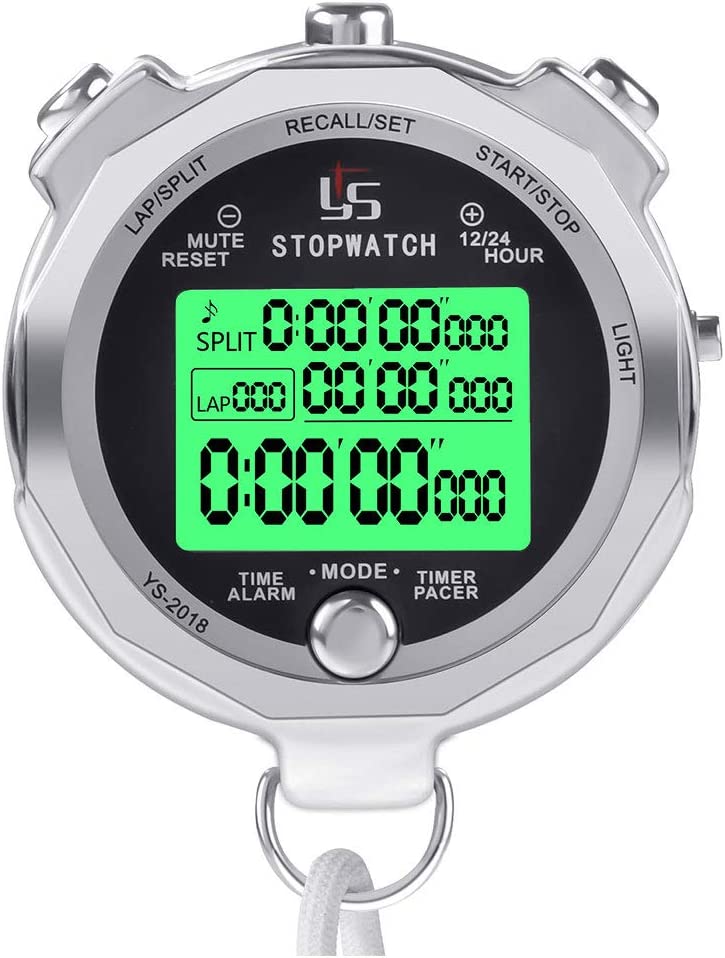 RECALL/SET
LAP/SPLIT
START/STOP
YS
⊖
MUTE
RESET
STOPWATCH
⊕
12/24
HOUR
LIGHT
SPLIT 0:00'00"000
LAP000 00'00"000
0:00'00"000
TIME
ALARM
·MODE·
TIMER
PACER
YS-2018